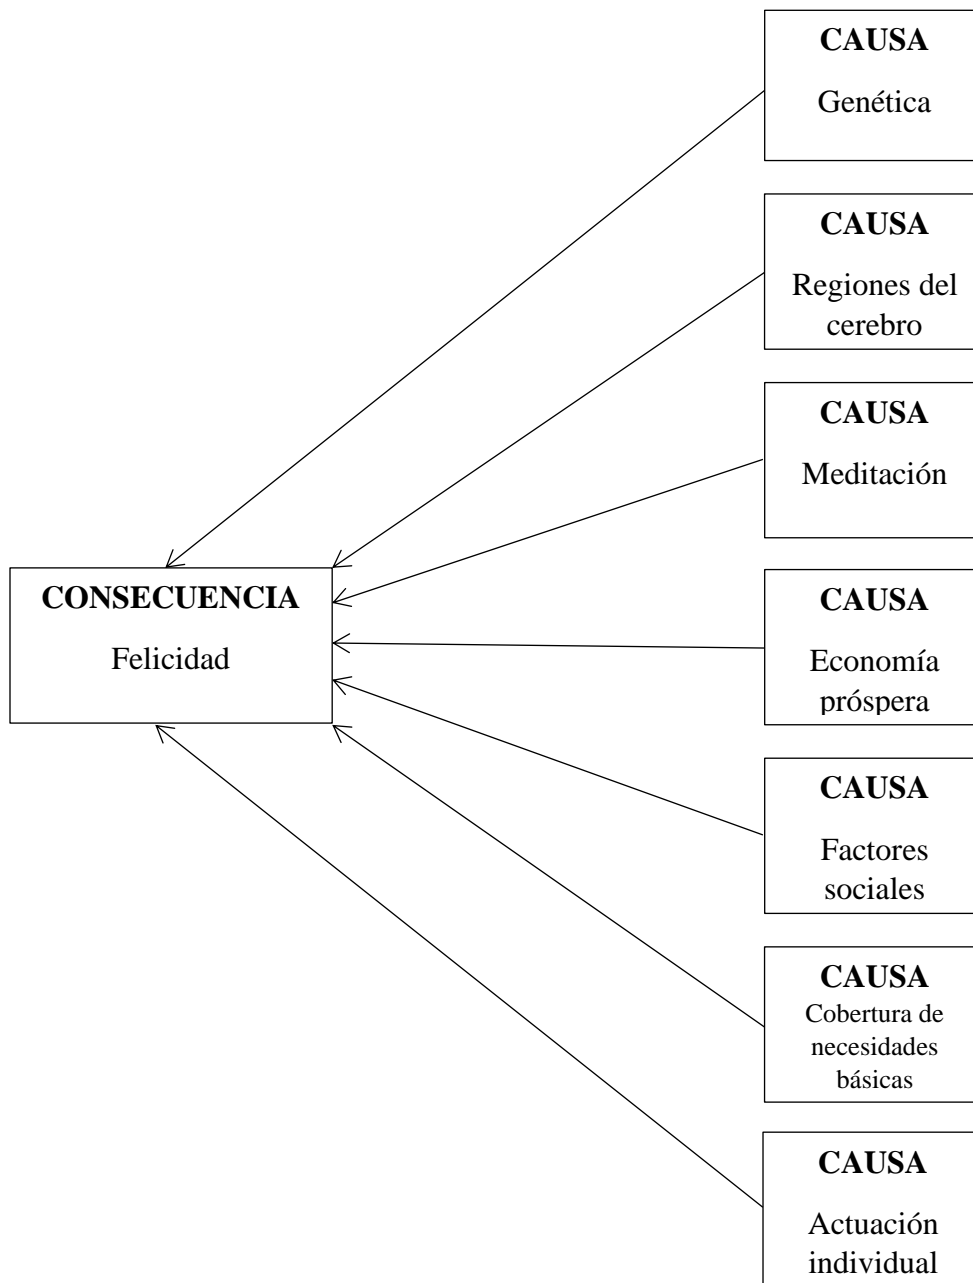 CAUSA
Genética
CAUSA
Regiones del
cerebro
CAUSA
Meditación
CONSECUENCIA
Felicidad
CAUSA
Economía
próspera
CAUSA
Factores
sociales
CAUSA
Cobertura de
necesidades
básicas
CAUSA
Actuación
individual